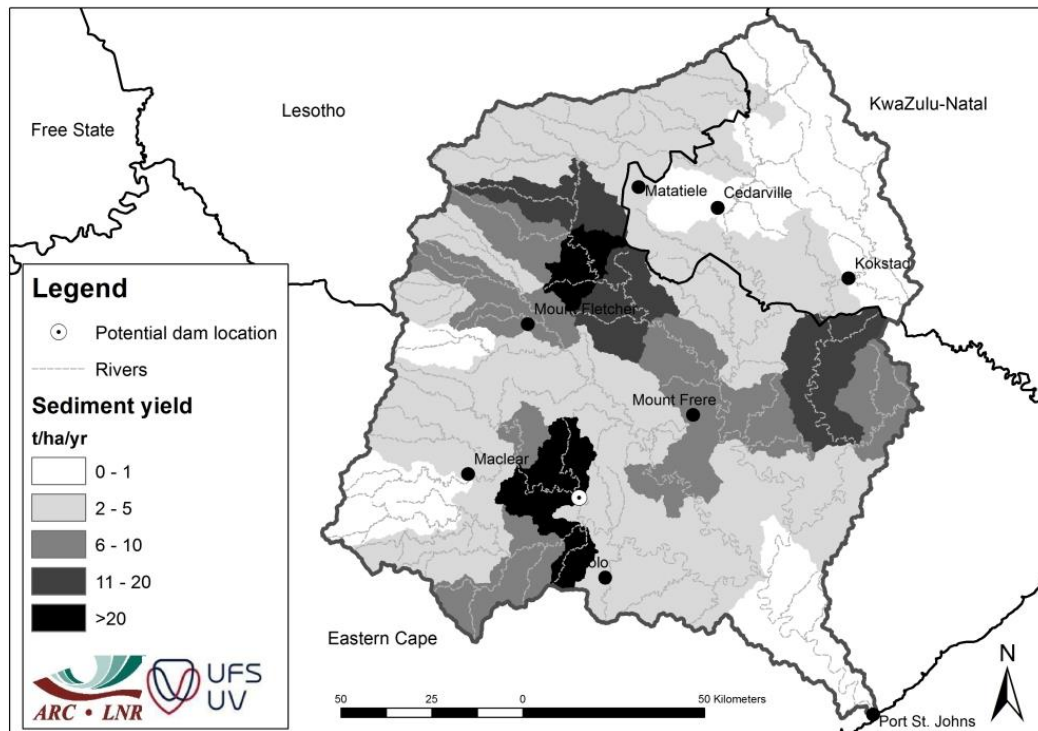 Free State
Lesotho
KwaZulu-Natal
Matatiele
Cedarville
Kokstad
Mount Fletcher
Mount Frere
Maclear
olo
Eastern Cape
Port St. Johns
Legend
Potential dam location
Rivers
Sediment yield
t/ha/yr
0 - 1
2 - 5
6 - 10
11 - 20
>20
ARC • LNR
UFS
UV
50 25 0 50 Kilometers
N